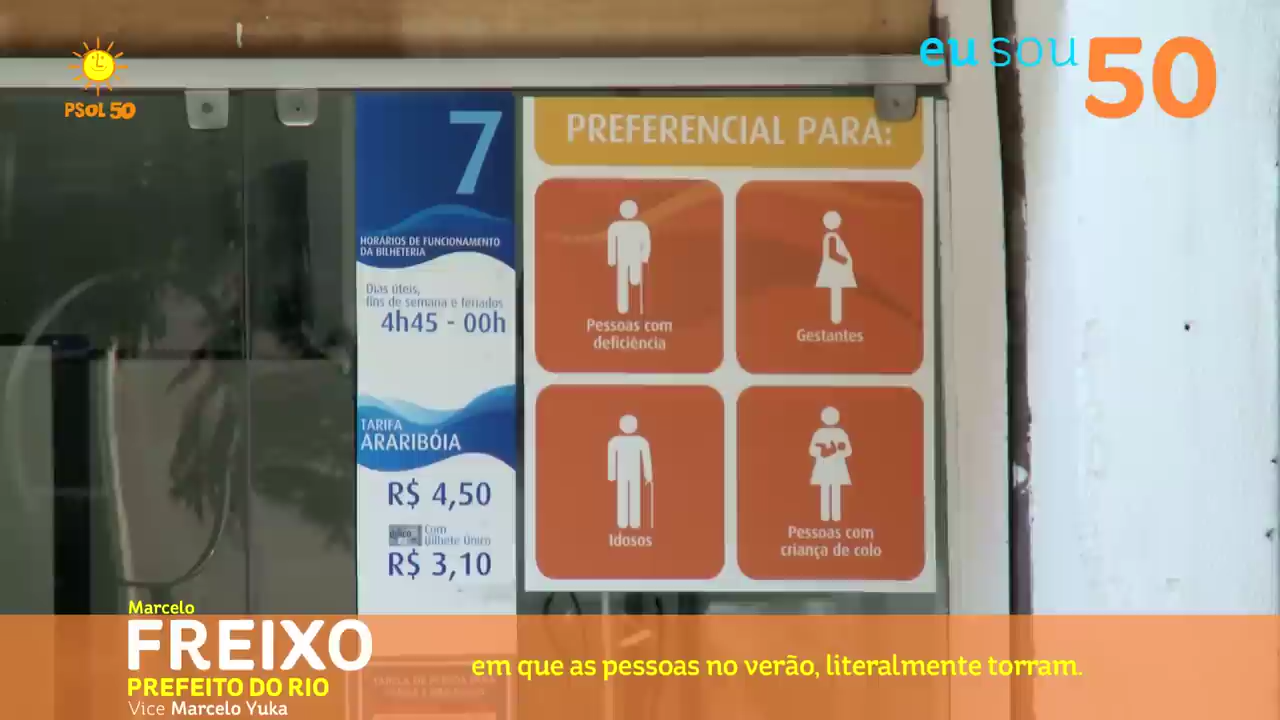 PSOL 50
eu sou 50
7
HORÁRIOS DE FUNCIONAMENTO
DA BILHETERIA
Dias úteis,
fins de semana e feriados
4h45 - 00h
TARIFA
ARARIBÓIA
R$ 4,50
Com
Bilhete Único
R$ 3,10
PREFERENCIAL PARA:
Pessoas com
deficiência
Gestantes
Idosos
Pessoas com
criança de colo
Marcelo
FREIXO
PREFEITO DO RIO
Vice Marcelo Yuka
em que as pessoas no verão, literalmente torram.